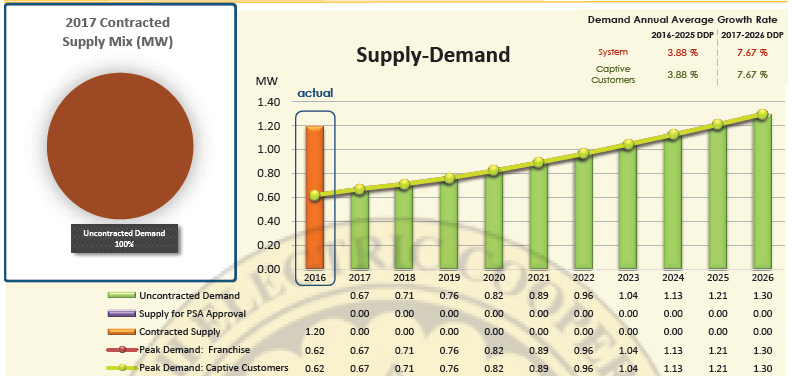 2017 Contracted
Supply Mix (MW)
Uncontracted Demand
100%
Supply-Demand
Demand Annual Average Growth Rate
2016-2025 DDP 2017-2026 DDP
System 3.88 % 7.67 %
Captive
Customers 3.88 % 7.67 %
MW
actual
1.40
1.20
1.00
0.80
0.60
0.40
0.20
0.00
2016 2017 2018 2019 2020 2021 2022 2023 2024 2025 2026
Uncontracted Demand 0.67 0.71 0.76 0.82 0.89 0.96 1.04 1.13 1.21 1.30
Supply for PSA Approval 0.00 0.00 0.00 0.00 0.00 0.00 0.00 0.00 0.00 0.00
Contracted Supply 1.20 0.00 0.00 0.00 0.00 0.00 0.00 0.00 0.00 0.00 0.00
Peak Demand: Franchise 0.62 0.67 0.71 0.76 0.82 0.89 0.96 1.04 1.13 1.21 1.30
Peak Demand: Captive Customers 0.62 0.67 0.71 0.76 0.82 0.89 0.96 1.04 1.13 1.21 1.30
ELECTRIC